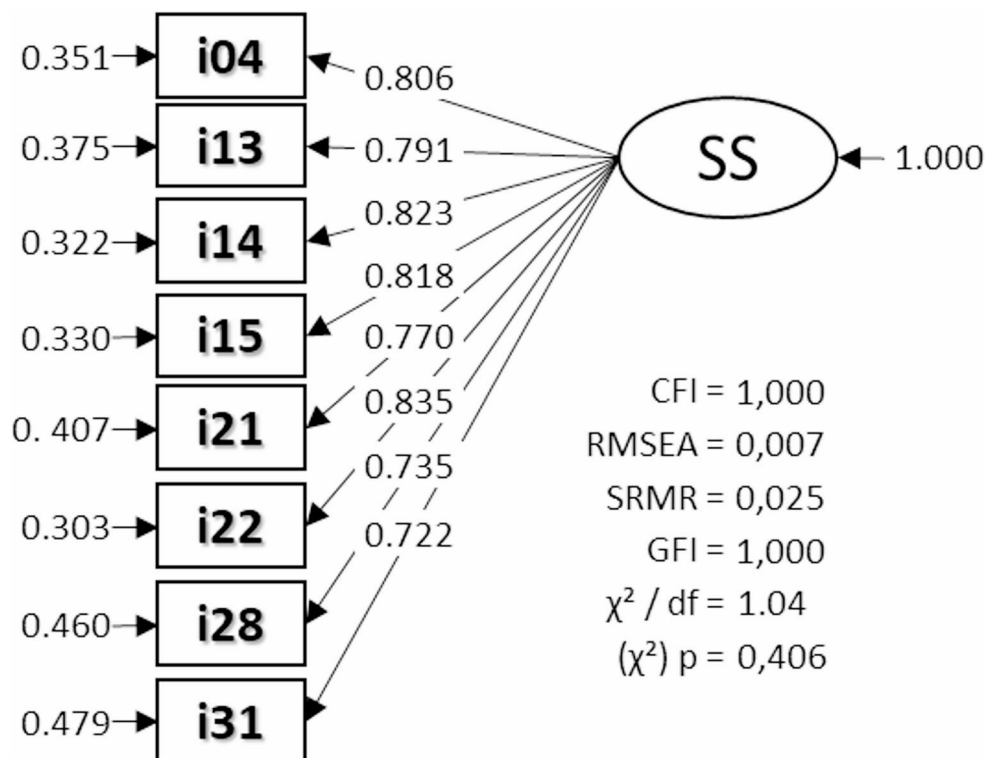 0.351 i04 0.806
0.375 i13 0.791
SS 1.000
0.322 i14 0.823
0.330 i15 0.818
0. 407 i21 0.770
0.303 i22 0.835
0.460 i28 0.735
0.479 i31 0.722
CFI = 1,000
RMSEA = 0,007
SRMR = 0,025
GFI = 1,000
χ² / df = 1.04
(χ²) p = 0,406